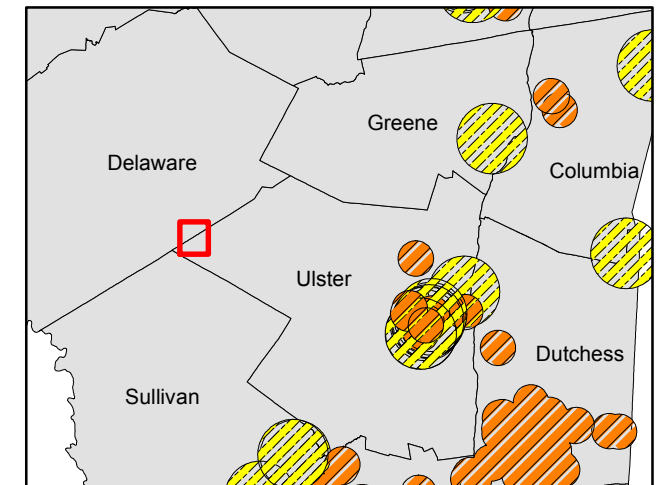 Greene
Delaware
Columbia
Ulster
Dutchess
Sullivan